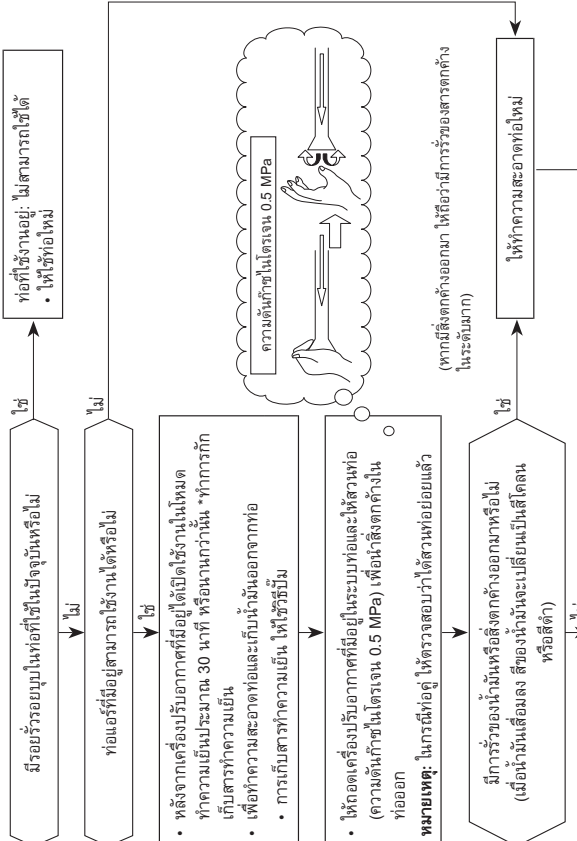 มีรอยรั่วรอยบุบในท่อที่ใช้ในปัจจุบันหรือไม่
ใช่
ท่อที่ใช้งานอยู่: ไม่สามารถใช้ได้
• ให้ใช้ท่อใหม่
ไม่
ท่อแอร์ที่มีอยู่สามารถใช้งานได้หรือไม่
ไม่
ใช่
• หลังจากเครื่องปรับอากาศที่มีอยู่ได้เปิดใช้งานในโหมด
ทำความเย็นประมาณ 30 นาที หรือนานกว่านั้น *ทำการกัก
เก็บสารทำความเย็น
• เพื่อทำความสะอาดท่อและเก็บน้ำมันออกจากท่อ
• การเก็บสารทำความเย็น ให้ใช้วิธีปั๊ม
ความดันก๊าซไนโตรเจน 0.5 MPa
• ให้ถอดเครื่องปรับอากาศที่มีอยู่ในระบบท่อและให้สวนท่อ
(ความดันก๊าซไนโตรเจน 0.5 MPa) เพื่อนำสิ่งตกค้างใน
ท่อออก
หมายเหตุ: ในกรณีท่อคู่ ให้ตรวจสอบว่าได้สวนท่อย่อยแล้ว
มีการรั่วของน้ำมันหรือสิ่งตกค้างออกมาหรือไม่
(เมื่อน้ำมันเสื่อมลง สีของน้ำมันจะเปลี่ยนเป็นสีโคลน
หรือสีดำ)
ใช่
(หากมีสิ่งตกค้างออกมา ให้ถือว่ามีการรั่วของสารตกค้าง
ในระดับมาก)
ให้ทำความสะอาดท่อใหม่